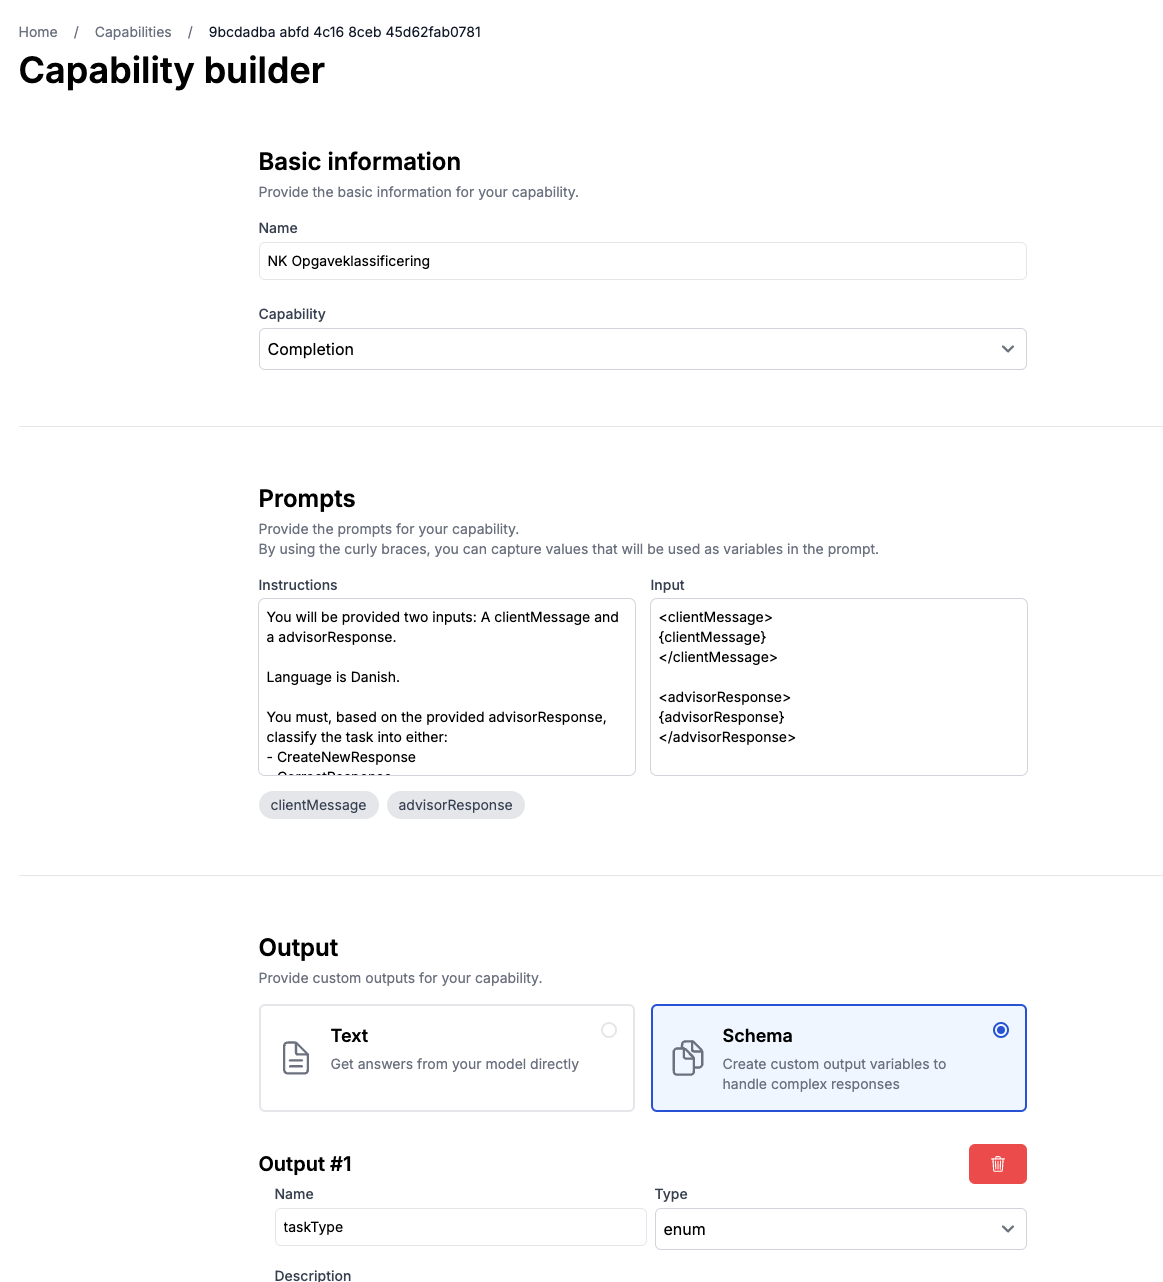 Home / Capabilities / 9bcdadba abfd 4c16 8ceb 45d62fab0781
Capability builder
Basic information
Provide the basic information for your capability.
Name
NK Opgaveklassificering
Capability
Completion
Prompts
Provide the prompts for your capability.
By using the curly braces, you can capture values that will be used as variables in the prompt.
Instructions
You will be provided two inputs: A clientMessage and
a advisorResponse.
Language is Danish.
You must, based on the provided advisorResponse,
classify the task into either:
- CreateNewResponse
- CorrectResponse
Input
<clientMessage>
{clientMessage}
</clientMessage>
<advisorResponse>
{advisorResponse}
</advisorResponse>
clientMessage advisorResponse
Output
Provide custom outputs for your capability.
Text
Get answers from your model directly
Schema
Create custom output variables to
handle complex responses
Output #1
Name
taskType
Type
enum
Description